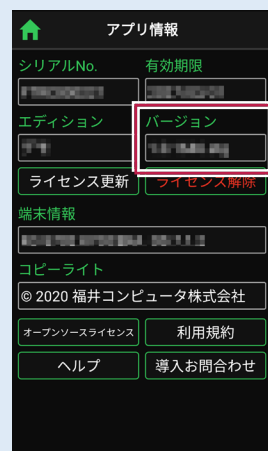 アプリ情報
シリアルNo. 有効期限
エディション バージョン
ライセンス更新 ライセンス解除
端末情報
コピーライト
© 2020 福井コンピュータ株式会社
オープンソースライセンス 利用規約
ヘルプ 導入お問合わせ